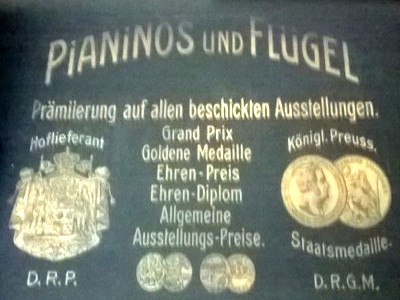 PiANiNOS UND FLÜGEL
Prämiierung auf allen beschickten Ausstellungen.
Hoflieferant
Grand Prix
Goldene Medaille
Ehren-Preis
Ehren-Diplom
Allgemeine
Ausstellungs-Preise.
Königl. Preuss.
Staatsmedaille.
D. R. P.
D. R. G. M.